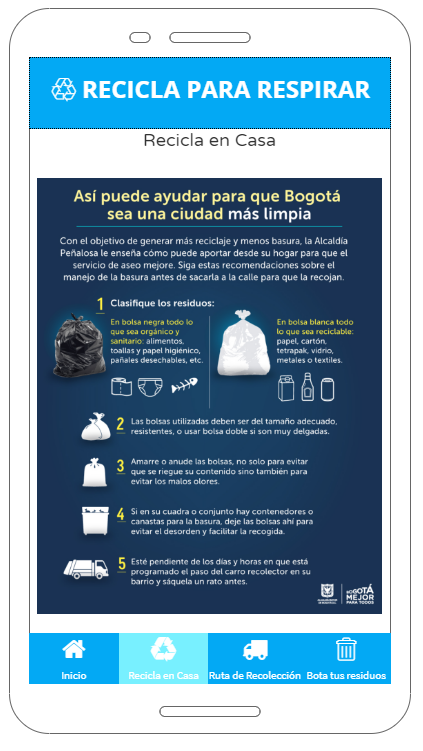 RECICLA PARA RESPIRAR
Recicla en Casa
Así puede ayudar para que Bogotá
sea una ciudad más limpia
Con el objetivo de generar más reciclaje y menos basura, la Alcaldía
Peñalosa le enseña cómo puede aportar desde su hogar para que el
servicio de aseo mejore. Siga estas recomendaciones sobre el
manejo de la basura antes de sacarla a la calle para que la recojan.
1 Clasifique los residuos:
En bolsa negra todo lo
que sea orgánico y
sanitario: alimentos,
toallas y papel higiénico,
pañales desechables, etc.
En bolsa blanca todo
lo que sea reciclable:
papel, cartón,
tetrapak, vidrio,
metales o textiles.
2 Las bolsas utilizadas deben ser del tamaño adecuado,
resistentes, o usar bolsa doble si son muy delgadas.
3 Amarre o anude las bolsas, no solo para evitar
que se riegue su contenido sino también para
evitar los malos olores.
4 Si en su cuadra o conjunto hay contenedores o
canastas para la basura, deje las bolsas ahí para
evitar el desorden y facilitar la recogida.
5 Esté pendiente de los días y horas en que está
programado el paso del carro recolector en su
barrio y sáquela un rato antes.
BOGOTÁ
MEJOR
PARA TODOS
Inicio
Recicla en Casa
Ruta de Recolección
Bota tus residuos